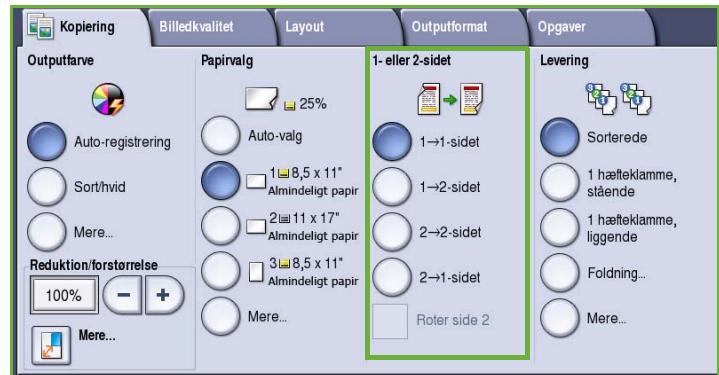 Kopiering
Billedkvalitet
Layout
Outputformat
Opgaver
Outputfarve
Auto-registrering
Sort/hvid
Mere...
Reduktion/forstørrelse
100%
Mere...
Papirvalg
25%
Auto-valg
1 8,5 x 11"
Almindeligt papir
2 11 x 17"
Almindeligt papir
3 8,5 x 11"
Almindeligt papir
Mere...
1- eller 2-sidet
1→1-sidet
1→2-sidet
2→2-sidet
2→1-sidet
Roter side 2
Levering
Sorterede
1 hæfteklamme,
stående
1 hæfteklamme,
liggende
Foldning...
Mere...